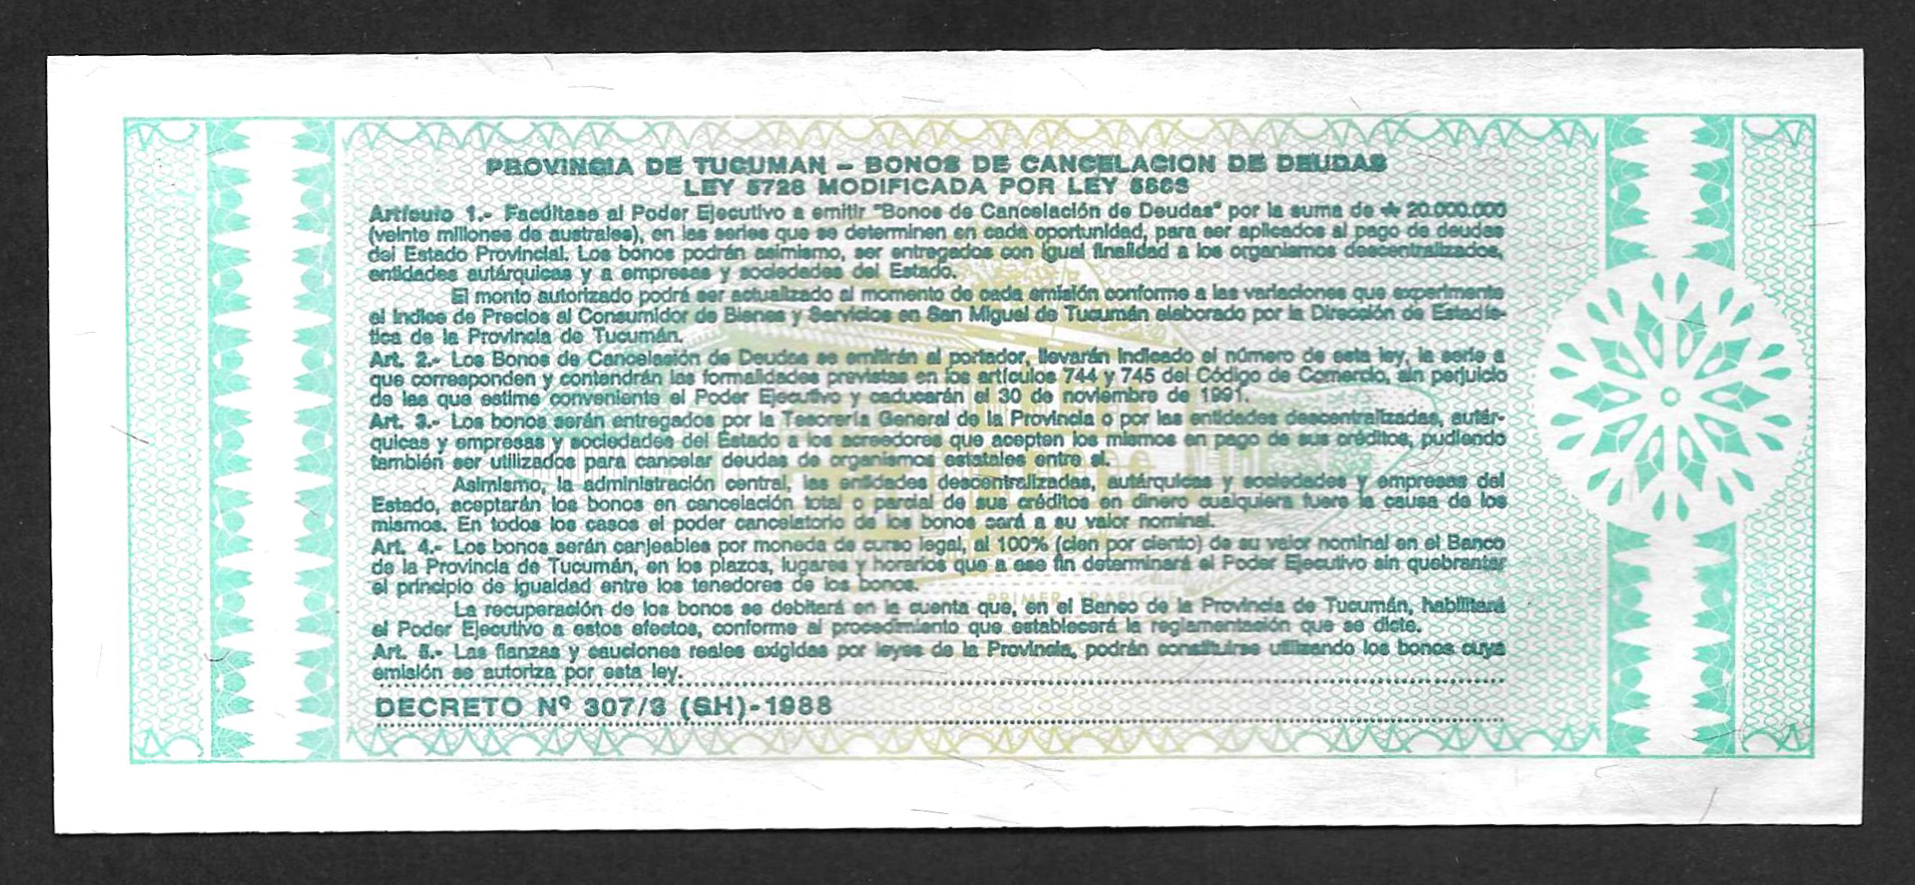 PROVINCIA DE TUCUMAN – BONOS DE CANCELACION DE DEUDAS
LEY 5728 MODIFICADA POR LEY
Artículo 1.- Facúltase al Poder Ejecutivo a emitir "Bonos de Cancelación de Deudas" por la suma de ₳ 20.000.000
(veinte millones de australes), en las series que se determinen en cada oportunidad, para ser aplicados al pago de deudas
del Estado Provincial. Los bonos podrán asimismo, ser entregados con igual finalidad a los organismos descentralizados,
entidades autárquicas y a empresas y sociedades del Estado.
El monto autorizado podrá ser actualizado al momento de cada emisión conforme a las variaciones que experimente
el Indice de Precios al Consumidor de Bienes y Servicios en San Miguel de Tucumán elaborado por la Dirección de Estadís-
tica de la Provincia de Tucumán.
Art. 2.- Los Bonos de Cancelación de Deudas se emitirán al portador, llevarán indicado el número de esta ley, la serie a
que corresponden y contendrán las formalidades previstas en los artículos 744 y 745 del Código de Comercio, sin perjuicio
de las que estime conveniente el Poder Ejecutivo y caducarán el 30 de noviembre de 1991.
Art. 3.- Los bonos serán entregados por la Tesorería General de la Provincia o por las entidades descentralizadas, autár-
quicas y empresas y sociedades del Estado a los acreedores que acepten los mismos en pago de sus créditos, pudiendo
también ser utilizados para cancelar deudas de organismos estatales entre sí.
Asimismo, la administración central, las entidades descentralizadas, autárquicas y sociedades y empresas del
Estado, aceptarán los bonos en cancelación total o parcial de sus créditos en dinero cualquiera fuere la causa de los
mismos. En todos los casos el poder cancelatorio de los bonos será a su valor nominal.
Art. 4.- Los bonos serán canjeables por moneda de curso legal, al 100% (cien por ciento) de su valor nominal en el Banco
de la Provincia de Tucumán, en los plazos, lugares y horarios que a ese fin determinará el Poder Ejecutivo sin quebrantar
el principio de igualdad entre los tenedores de los bonos.
PRIMER TRAPICHE
La recuperación de los bonos se debitará en la cuenta que, en el Banco de la Provincia de Tucumán, habilitará
el Poder Ejecutivo a estos efectos, conforme al procedimiento que establecerá la reglamentación que se dicte.
Art. 5.- Las fianzas y cauciones reales exigidas por leyes de la Provincia, podrán constituirse utilizando los bonos cuya
emisión se autoriza por esta ley.
DECRETO Nº 307/3 (SH)-1988